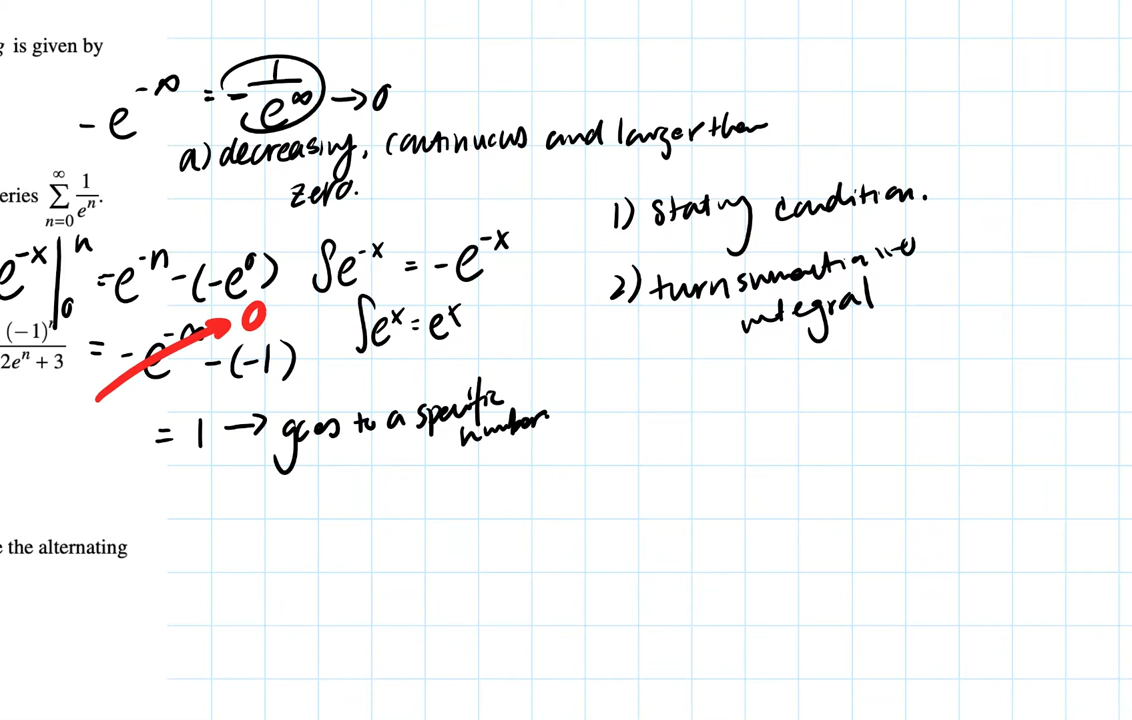 g is given by
- e^{-∞} = - 1/e^∞ → 0
a) decreasing, continuous and larger than
zero.
eries \sum_{n=0}^{∞} 1/e^n.
1) Stating condition.
2) turn summation into
integral
e^{-x} |_0^n = -e^{-n} - (-e^0)
∫e^{-x} = -e^{-x}
∫e^x = e^x
(-1)^n / 2e^n + 3
= -e^{-∞} - (-1)
0
= 1 → goes to a specific
number.
e the alternating